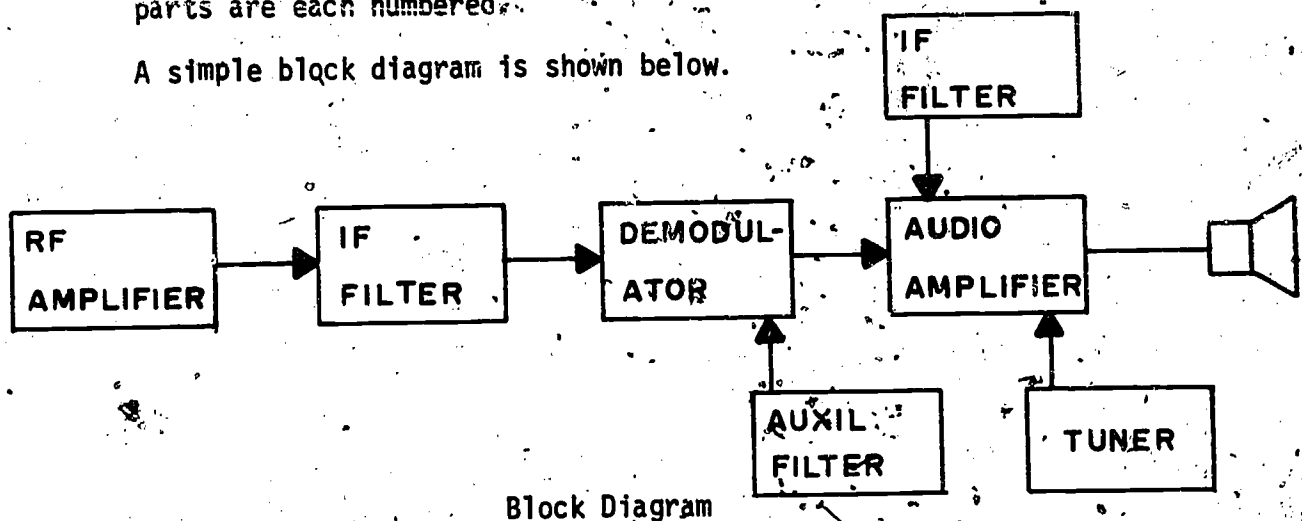 parts are each numbered.
A simple block diagram is shown below.
IF
FILTER
RF
AMPLIFIER
IF
FILTER
DEMODUL-
ATOR
AUDIO
AMPLIFIER
AUXIL
FILTER
TUNER
Block Diagram